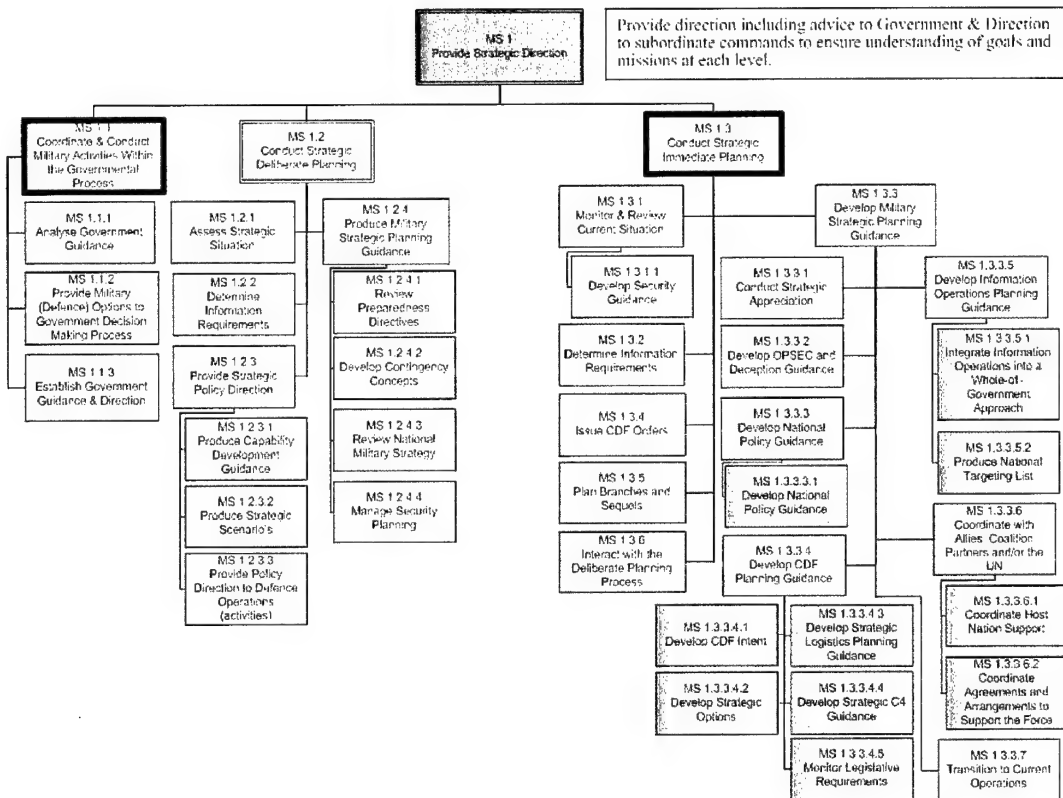 MS 1
Provide Strategic Direction
Provide direction including advice to Government & Direction
to subordinate commands to ensure understanding of goals and
missions at each level.
MS 1.1
Coordinate & Conduct
Military Activities Within
the Governmental
Process
MS 1.2
Conduct Strategic
Deliberate Planning
MS 1.3
Conduct Strategic
Immediate Planning
MS 1.1.1
Analyse Government
Guidance
MS 1.1.2
Provide Military
(Defence) Options to
Government Decision
Making Process
MS 1.1.3
Establish Government
Guidance & Direction
MS 1.2.1
Assess Strategic
Situation
MS 1.2.2
Determine
Information
Requirements
MS 1.2.3
Provide Strategic
Policy Direction
MS 1.2.3.1
Produce Capability
Development
Guidance
MS 1.2.3.2
Produce Strategic
Scenario's
MS 1.2.3.3
Provide Policy
Direction to Defence
Operations
(activities)
MS 1.2.4
Produce Military
Strategic Planning
Guidance
MS 1.2.4.1
Review
Preparedness
Directives
MS 1.2.4.2
Develop Contingency
Concepts
MS 1.2.4.3
Review National
Military Strategy
MS 1.2.4.4
Manage Security
Planning
MS 1.3.1
Monitor & Review
Current Situation
MS 1.3.1.1
Develop Security
Guidance
MS 1.3.2
Determine Information
Requirements
MS 1.3.4
Issue CDF Orders
MS 1.3.5
Plan Branches and
Sequels
MS 1.3.6
Interact with the
Deliberate Planning
Process
MS 1.3.3
Develop Military
Strategic Planning
Guidance
MS 1.3.3.1
Conduct Strategic
Appreciation
MS 1.3.3.2
Develop OPSEC and
Deception Guidance
MS 1.3.3.3
Develop National
Policy Guidance
MS 1.3.3.3.1
Develop National
Policy Guidance
MS 1.3.3.4
Develop CDF
Planning Guidance
MS 1.3.3.4.1
Develop CDF Intent
MS 1.3.3.4.2
Develop Strategic
Options
MS 1.3.3.4.3
Develop Strategic
Logistics Planning
Guidance
MS 1.3.3.4.4
Develop Strategic C4
Guidance
MS 1.3.3.4.5
Monitor Legislative
Requirements
MS 1.3.3.5
Develop Information
Operations Planning
Guidance
MS 1.3.3.5.1
Integrate Information
Operations into a
Whole-of-
Government
Approach
MS 1.3.3.5.2
Produce National
Targeting List
MS 1.3.3.6
Coordinate with
Allies, Coalition
Partners and/or the
UN
MS 1.3.3.6.1
Coordinate Host
Nation Support
MS 1.3.3.6.2
Coordinate
Agreements and
Arrangements to
Support the Force
MS 1.3.3.7
Transition to Current
Operations